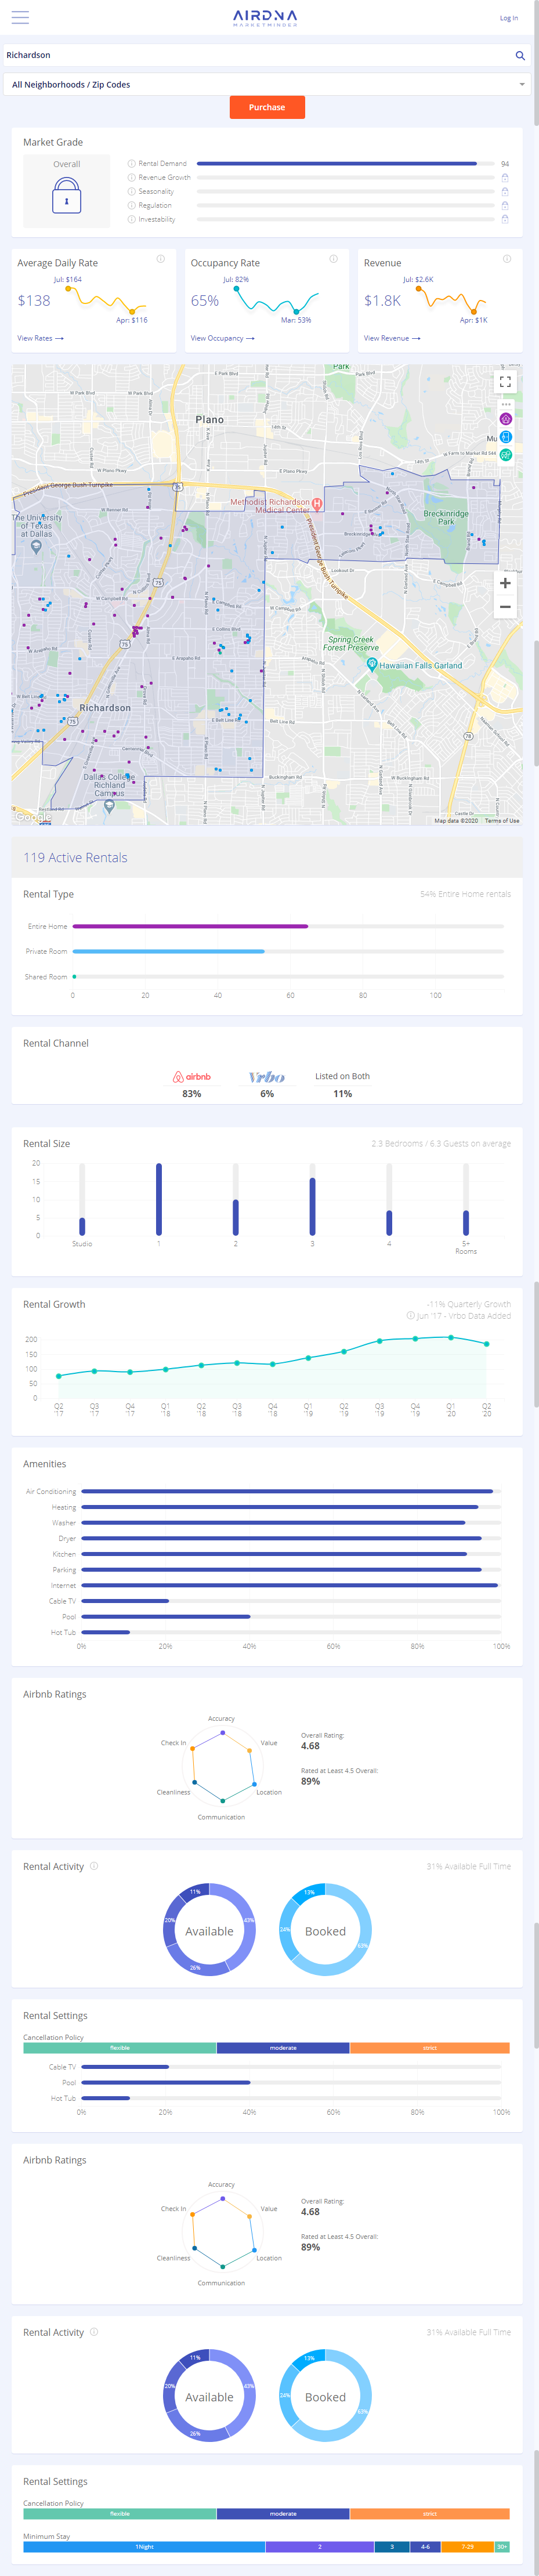 AIRDNA
MARKETMINDER
Log In
Richardson
All Neighborhoods / Zip Codes
Purchase
Market Grade
Overall
Rental Demand 94
Revenue Growth
Seasonality
Regulation
Investability
Average Daily Rate
Jul: $164
$138
Apr: $116
View Rates
Occupancy Rate
Jul: 82%
65%
Mar: 53%
View Occupancy
Revenue
Jul: $2.6K
$1.8K
Apr: $1K
View Revenue
Park
Plano
President George Bush Turnpike
Methodist Richardson
Medical Center
Breckinridge
Park
The University
of Texas
at Dallas
President George Bush Turnpike
Spring Creek
Forest Preserve
Hawaiian Falls Garland
Richardson
Dallas College
Richland
Campus
Google
Map data ©2020 Terms of Use
119 Active Rentals
Rental Type
54% Entire Home rentals
Entire Home
Private Room
Shared Room
0 20 40 60 80 100
Rental Channel
airbnb Vrbo Listed on Both
83% 6% 11%
Rental Size
2.3 Bedrooms / 6.3 Guests on average
20
15
10
5
0
Studio 1 2 3 4 5+
Rooms
Rental Growth
-11% Quarterly Growth
Jun '17 - Vrbo Data Added
200
150
100
50
0
Q2 Q3 Q4 Q1 Q2 Q3 Q4 Q1 Q2 Q3 Q4 Q1 Q2
'17 '17 '17 '18 '18 '18 '18 '19 '19 '19 '19 '20 '20
Amenities
Air Conditioning
Heating
Washer
Dryer
Kitchen
Parking
Internet
Cable TV
Pool
Hot Tub
0% 20% 40% 60% 80% 100%
Airbnb Ratings
Accuracy
Check In
Value
Cleanliness
Location
Communication
Overall Rating:
4.68
Rated at Least 4.5 Overall:
89%
Rental Activity
31% Available Full Time
11%
20%
43%
26%
Available
13%
24%
63%
Booked
Rental Settings
Cancellation Policy
flexible moderate strict
Cable TV
Pool
Hot Tub
0% 20% 40% 60% 80% 100%
Airbnb Ratings
Accuracy
Check In
Value
Cleanliness
Location
Communication
Overall Rating:
4.68
Rated at Least 4.5 Overall:
89%
Rental Activity
31% Available Full Time
11%
20%
43%
26%
Available
13%
24%
63%
Booked
Rental Settings
Cancellation Policy
flexible moderate strict
Minimum Stay
1Night 2 3 4-6 7-29 30+